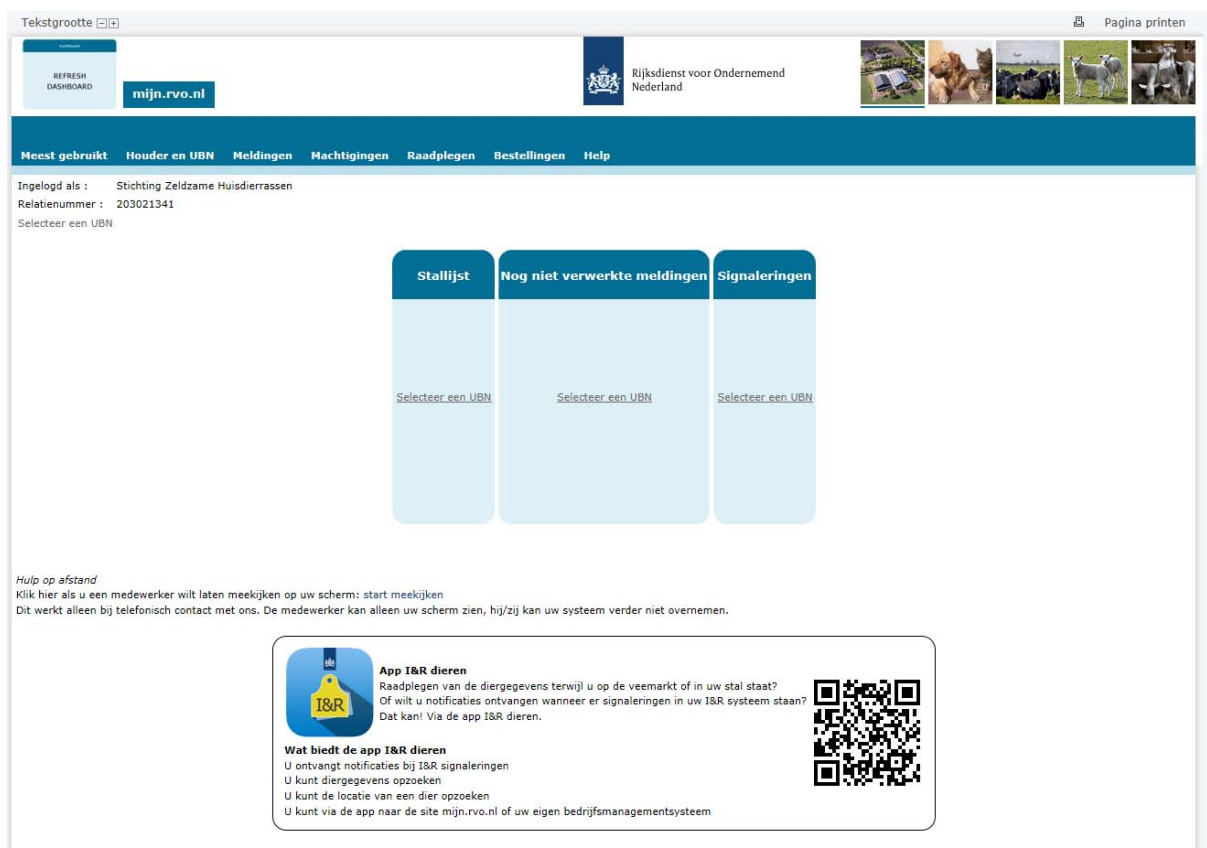 Tekstgrootte
Pagina printen
Dashboard
REFRESH
DASHBOARD
mijn.rvo.nl
Rijksdienst voor Ondernemend
Nederland
Meest gebruikt Houder en UBN Meldingen Machtigingen Raadplegen Bestellingen Help
Ingelogd als : Stichting Zeldzame Huisdierrassen
Relatienummer : 203021341
Selecteer een UBN
Stallijst Nog niet verwerkte meldingen Signaleringen
Selecteer een UBN Selecteer een UBN Selecteer een UBN
Hulp op afstand
Klik hier als u een medewerker wilt laten meekijken op uw scherm: start meekijken
Dit werkt alleen bij telefonisch contact met ons. De medewerker kan alleen uw scherm zien, hij/zij kan uw systeem verder niet overnemen.
I&R
App I&R dieren
Raadplegen van de diergegevens terwijl u op de veemarkt of in uw stal staat?
Of wilt u notificaties ontvangen wanneer er signaleringen in uw I&R systeem staan?
Dat kan! Via de app I&R dieren.
Wat biedt de app I&R dieren
U ontvangt notificaties bij I&R signaleringen
U kunt diergegevens opzoeken
U kunt de locatie van een dier opzoeken
U kunt via de app naar de site mijn.rvo.nl of uw eigen bedrijfsmanagementsysteem